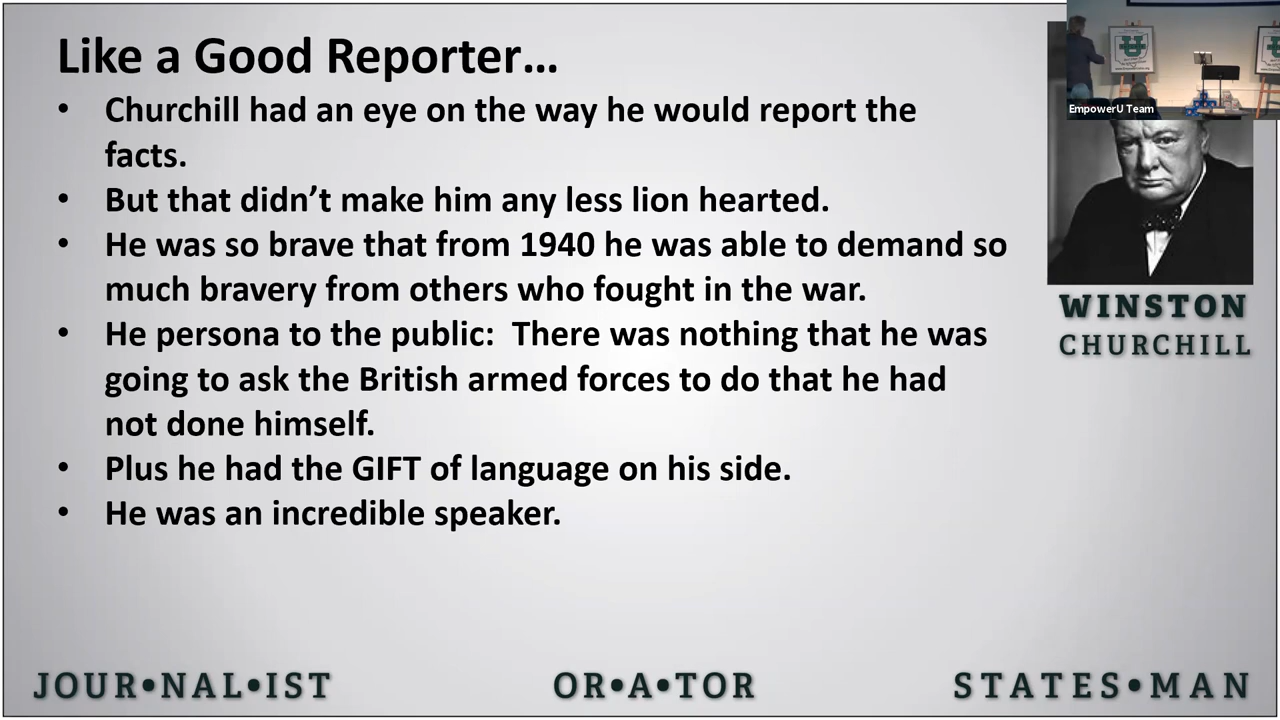 Like a Good Reporter…
• Churchill had an eye on the way he would report the
facts.
• But that didn’t make him any less lion hearted.
• He was so brave that from 1940 he was able to demand so
much bravery from others who fought in the war.
• He persona to the public:  There was nothing that he was
going to ask the British armed forces to do that he had
not done himself.
• Plus he had the GIFT of language on his side.
• He was an incredible speaker.
EmpowerU Team
WINSTON
CHURCHILL
JOUR•NAL•IST
OR•A•TOR
STATES•MAN